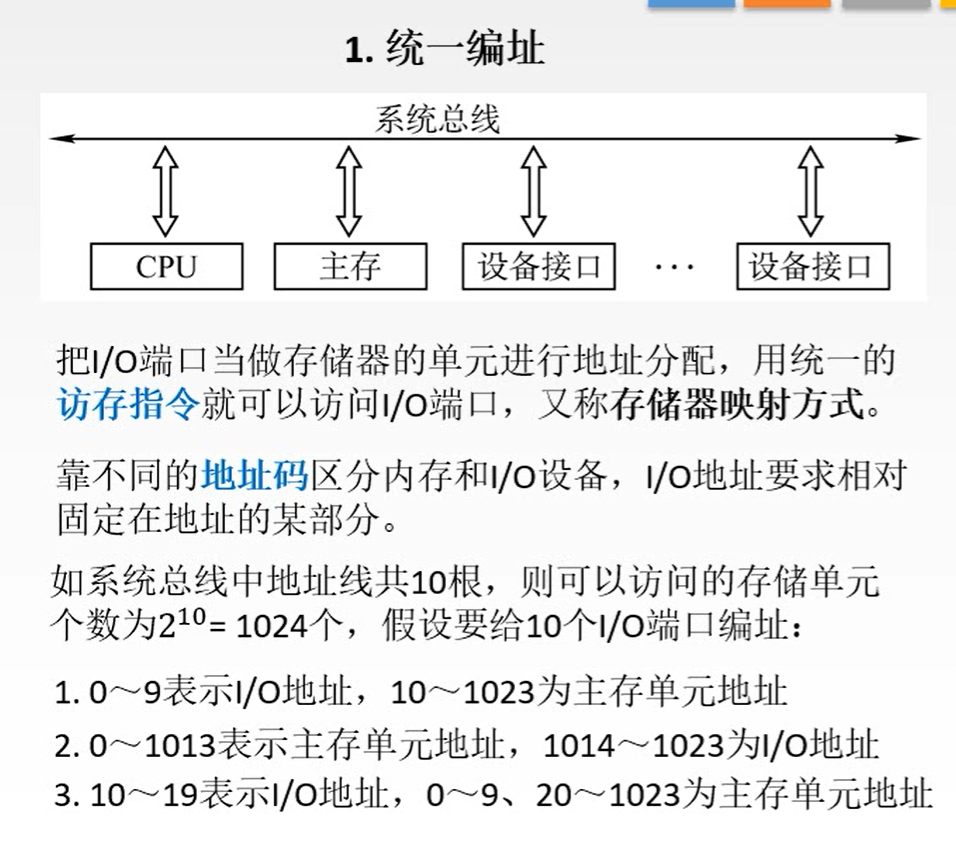 1. 统一编址
系统总线
CPU 主存 设备接口 ··· 设备接口
把I/O端口当做存储器的单元进行地址分配，用统一的
访存指令就可以访问I/O端口，又称存储器映射方式。
靠不同的地址码区分内存和I/O设备，I/O地址要求相对
固定在地址的某部分。
如系统总线中地址线共10根，则可以访问的存储单元
个数为2¹⁰= 1024个，假设要给10个I/O端口编址：
1. 0～9表示I/O地址，10～1023为主存单元地址
2. 0～1013表示主存单元地址，1014～1023为I/O地址
3. 10～19表示I/O地址，0～9、20～1023为主存单元地址